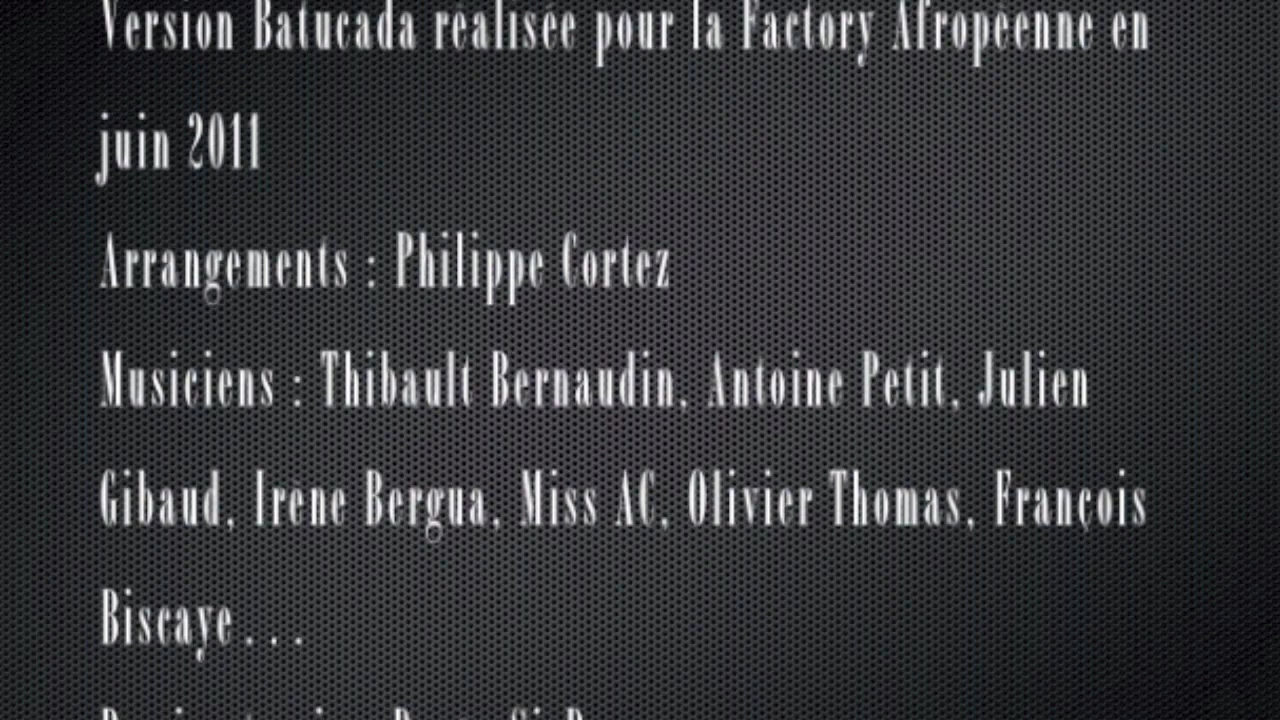 Version Batucada réalisée pour la Factory Afropéenne en
juin 2011
Arrangements : Philippe Cortez
Musiciens : Thibault Bernaudin, Antoine Petit, Julien
Gibaud, Irene Bergua, Miss AC, Olivier Thomas, François
Biscaye . . .